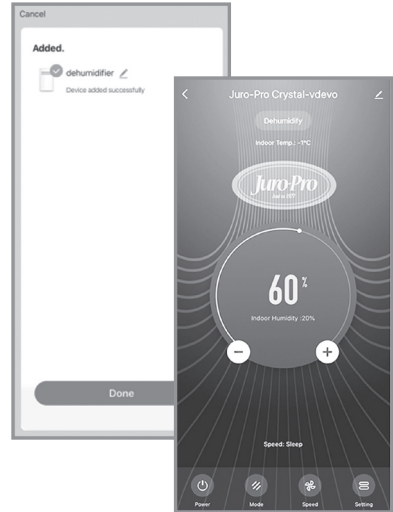 Cancel
Added.
dehumidifier
Device added successfully
Done
Juro-Pro Crystal-vdevo
Dehumidify
Indoor Temp.: -1°C
Juro-Pro
60%
Indoor Humidity :20%
Speed: Sleep
Power Mode Speed Setting